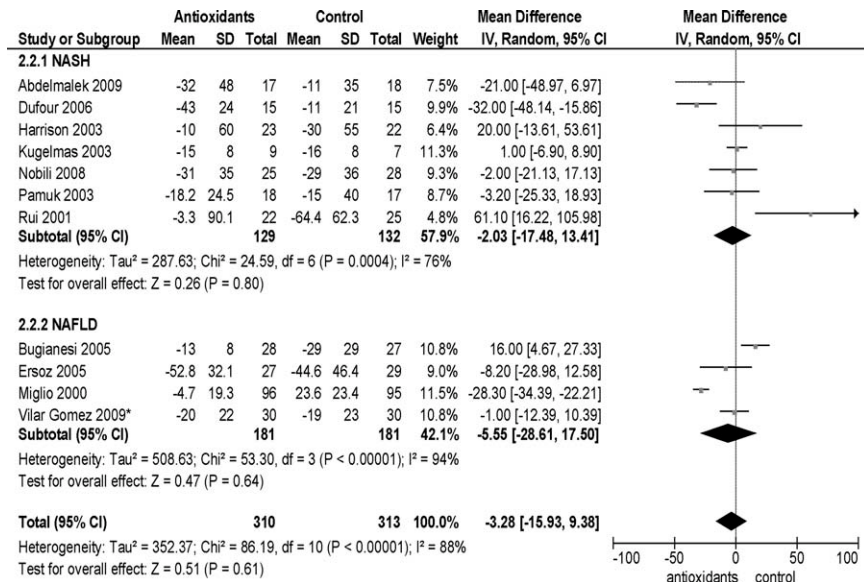 Antioxidants Control Mean Difference Mean Difference
Study or Subgroup Mean SD Total Mean SD Total Weight IV, Random, 95% CI IV, Random, 95% CI
2.2.1 NASH
Abdelmalek 2009 -32 48 17 -11 35 18 7.5% -21.00 [-48.97, 6.97]
Dufour 2006 -43 24 15 -11 21 15 9.9% -32.00 [-48.14, -15.86]
Harrison 2003 -10 60 23 -30 55 22 6.4% 20.00 [-13.61, 53.61]
Kugelmas 2003 -15 8 9 -16 8 7 11.3% 1.00 [-6.90, 8.90]
Nobili 2008 -31 35 25 -29 36 28 9.0% -2.00 [-21.13, 17.13]
Pamuk 2003 -18.2 24.5 18 -15 40 17 8.7% -3.20 [-25.33, 18.93]
Rui 2001 -3.3 90.1 22 -64.4 62.3 25 4.8% 61.10 [16.22, 105.98]
Subtotal (95% CI) 129 132 57.9% -2.03 [-17.48, 13.41]
Heterogeneity: Tau² = 287.63; Chi² = 24.59, df = 6 (P = 0.0004); I² = 76%
Test for overall effect: Z = 0.26 (P = 0.80)
2.2.2 NAFLD
Bugianesi 2005 -13 8 28 -29 29 27 10.8% 16.00 [4.67, 27.33]
Ersoz 2005 -52.8 32.1 27 -44.6 46.4 29 9.0% -8.20 [-28.98, 12.58]
Miglio 2000 -4.7 19.3 96 23.6 23.4 95 11.5% -28.30 [-34.39, -22.21]
Vilar Gomez 2009* -20 22 30 -19 23 30 10.8% -1.00 [-12.39, 10.39]
Subtotal (95% CI) 181 181 42.1% -5.55 [-28.61, 17.50]
Heterogeneity: Tau² = 508.63; Chi² = 53.30, df = 3 (P < 0.00001); I² = 94%
Test for overall effect: Z = 0.47 (P = 0.64)
Total (95% CI) 310 313 100.0% -3.28 [-15.93, 9.38]
Heterogeneity: Tau² = 352.37; Chi² = 86.19, df = 10 (P < 0.00001); I² = 88%
Test for overall effect: Z = 0.51 (P = 0.61)
-100 -50 0 50 100
antioxidants control